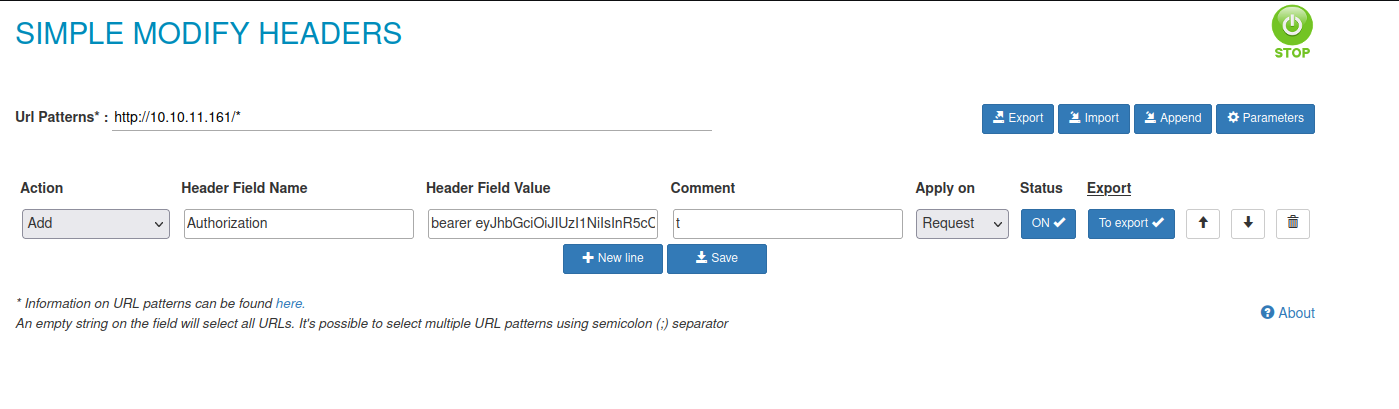 SIMPLE MODIFY HEADERS
STOP
Url Patterns* : http://10.10.11.161/*
Export Import Append Parameters
Action Header Field Name Header Field Value Comment Apply on Status Export
Add Authorization bearer eyJhbGciOiJIUzI1NiIsInR5cC t Request ON To export
New line Save
* Information on URL patterns can be found here.
An empty string on the field will select all URLs. It's possible to select multiple URL patterns using semicolon (;) separator
About